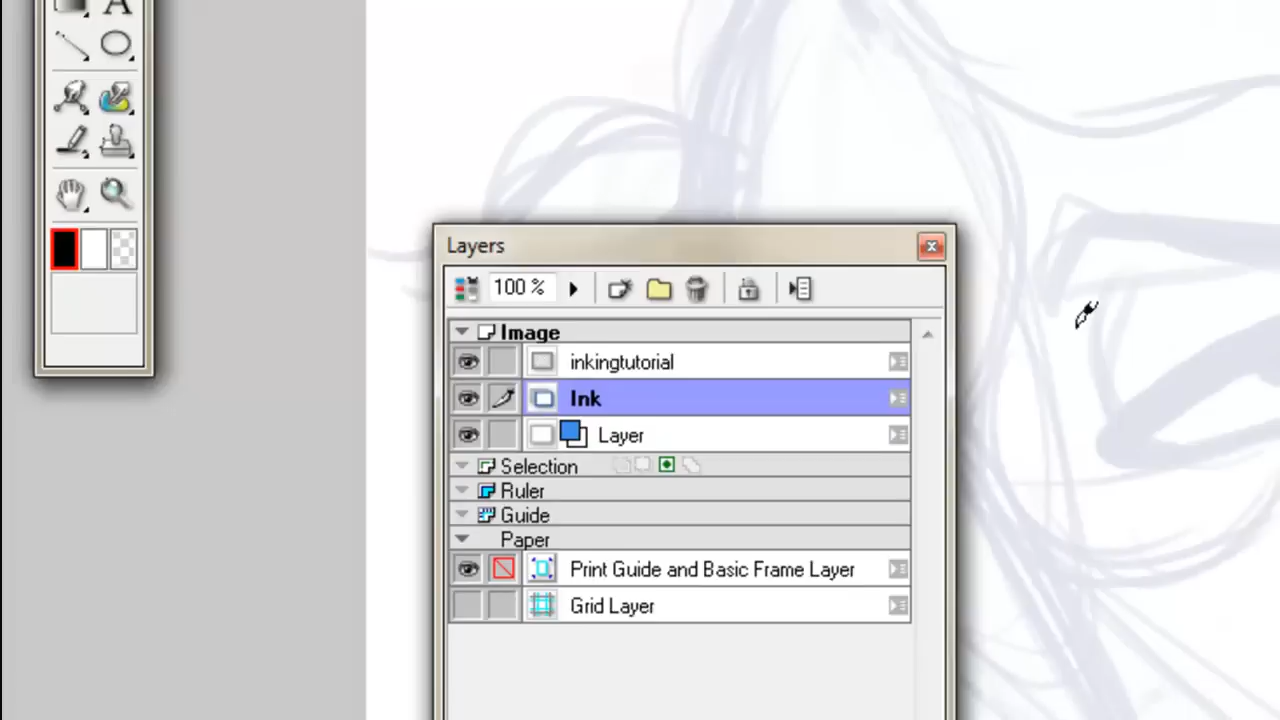 A
Layers
100 %
Image
inkingtutorial
Ink
Layer
Selection
Ruler
Guide
Paper
Print Guide and Basic Frame Layer
Grid Layer